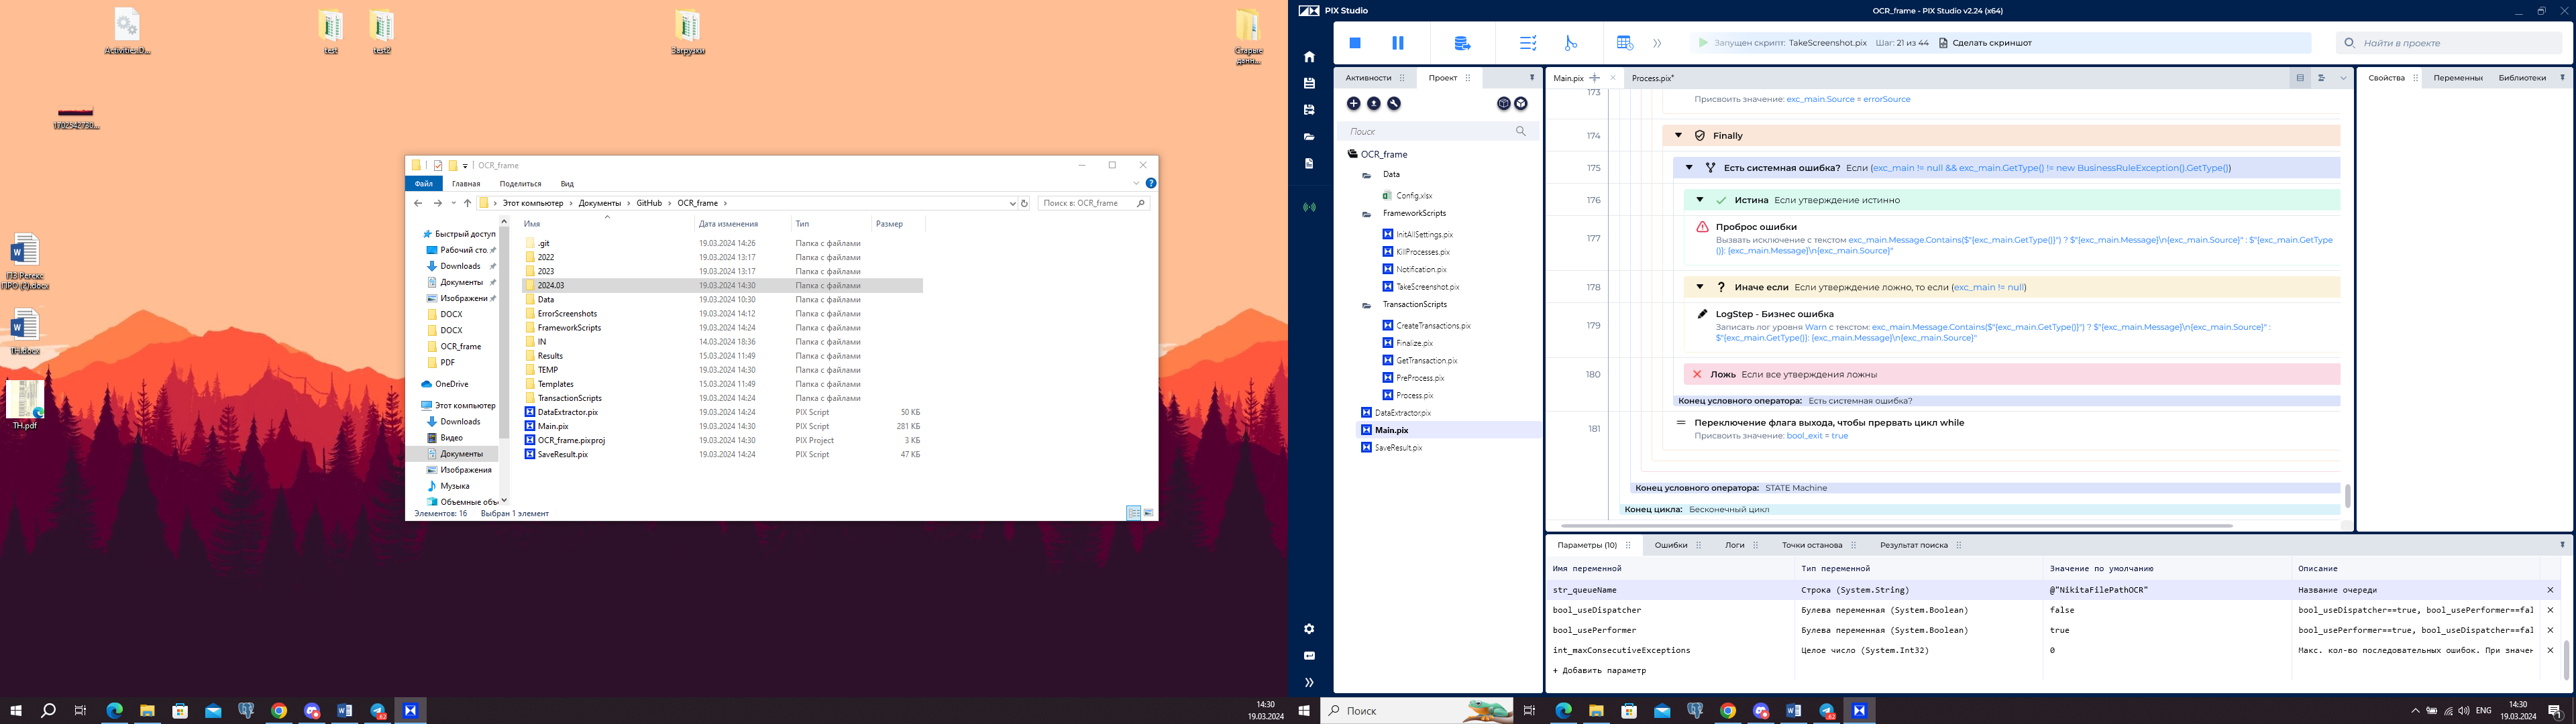 Activities.D...
test
test2
Загрузки
Старые данн...
1702542730...
ПЗ Регекс ПРО (2).docx
ТН.docx
ТН.pdf
OCR_frame
Файл
Главная
Поделиться
Вид
Этот компьютер
Документы
GitHub
OCR_frame
Поиск в: OCR_frame
Имя
Дата изменения
Тип
Размер
Быстрый доступ
Рабочий сто.
Downloads
Документы
Изображени
DOCX
DOCX
OCR_frame
PDF
OneDrive
Этот компьютер
Downloads
Видео
Документы
Изображения
Музыка
Объемные объ
.git 19.03.2024 14:26 Папка с файлами
2022 19.03.2024 13:17 Папка с файлами
2023 19.03.2024 13:17 Папка с файлами
2024.03 19.03.2024 14:30 Папка с файлами
Data 19.03.2024 10:30 Папка с файлами
ErrorScreenshots 19.03.2024 14:12 Папка с файлами
FrameworkScripts 19.03.2024 14:24 Папка с файлами
IN 14.03.2024 18:36 Папка с файлами
Results 15.03.2024 11:49 Папка с файлами
TEMP 19.03.2024 14:30 Папка с файлами
Templates 15.03.2024 11:49 Папка с файлами
TransactionScripts 19.03.2024 14:24 Папка с файлами
DataExtractor.pix 19.03.2024 14:24 PIX Script 50 КБ
Main.pix 19.03.2024 14:30 PIX Script 281 КБ
OCR_frame.pixproj 19.03.2024 14:30 PIX Project 3 КБ
SaveResult.pix 19.03.2024 14:24 PIX Script 47 КБ
Элементов: 16 Выбран 1 элемент
14:30
19.03.2024
PIX Studio
OCR_frame - PIX Studio v2.24 (x64)
Запущен скрипт: TakeScreenshot.pix Шаг: 21 из 44 Сделать скриншот
Найти в проекте
Активности
Проект
Поиск
OCR_frame
Data
Config.xlsx
FrameworkScripts
InitAllSettings.pix
KillProcesses.pix
Notification.pix
TakeScreenshot.pix
TransactionScripts
CreateTransactions.pix
Finalize.pix
GetTransaction.pix
PreProcess.pix
Process.pix
DataExtractor.pix
Main.pix
SaveResult.pix
Main.pix
Process.pix*
173
Присвоить значение: exc_main.Source = errorSource
174 Finally
175 Есть системная ошибка? Если (exc_main != null && exc_main.GetType() != new BusinessRuleException().GetType())
176 Истина Если утверждение истинно
177 Проброс ошибки
Вызвать исключение с текстом exc_main.Message.Contains($"{exc_main.GetType()}") ? $"{exc_main.Message}\n{exc_main.Source}" : $"{exc_main.GetType
()}: {exc_main.Message}\n{exc_main.Source}"
178 Иначе если Если утверждение ложно, то если (exc_main != null)
179 LogStep - Бизнес ошибка
Записать лог уровня Warn с текстом: exc_main.Message.Contains($"{exc_main.GetType()}") ? $"{exc_main.Message}\n{exc_main.Source}" :
$"{exc_main.GetType()}: {exc_main.Message}\n{exc_main.Source}"
180 Ложь Если все утверждения ложны
Конец условного оператора: Есть системная ошибка?
181 Переключение флага выхода, чтобы прервать цикл while
Присвоить значение: bool_exit = true
Конец условного оператора: STATE Machine
Конец цикла: Бесконечный цикл
Свойства
Переменные
Библиотеки
Параметры (10)
Ошибки
Логи
Точки останова
Результат поиска
Имя переменной Тип переменной Значение по умолчанию Описание
str_queueName Строка (System.String) @"NikitaFilePathOCR" Название очереди
bool_useDispatcher Булева переменная (System.Boolean) false bool_useDispatcher==true, bool_usePerformer==fal
bool_usePerformer Булева переменная (System.Boolean) true bool_usePerformer==true, bool_useDispatcher==fal
int_maxConsecutiveExceptions Целое число (System.Int32) 0 Макс. кол-во последовательных ошибок. При значен
+ Добавить параметр
Поиск
ENG
14:30
19.03.2024